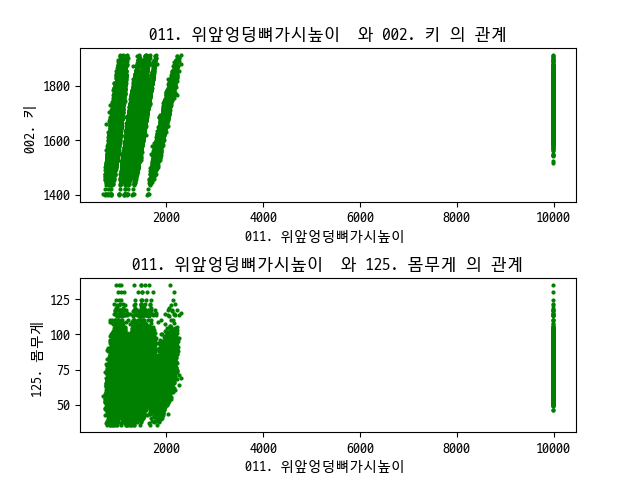 011. 위앞엉덩뼈가시높이  와 002. 키 의 관계
1800
1600
1400
002. 키
2000 4000 6000 8000 10000
011. 위앞엉덩뼈가시높이
011. 위앞엉덩뼈가시높이  와 125. 몸무게 의 관계
125
100
75
50
125. 몸무게
2000 4000 6000 8000 10000
011. 위앞엉덩뼈가시높이